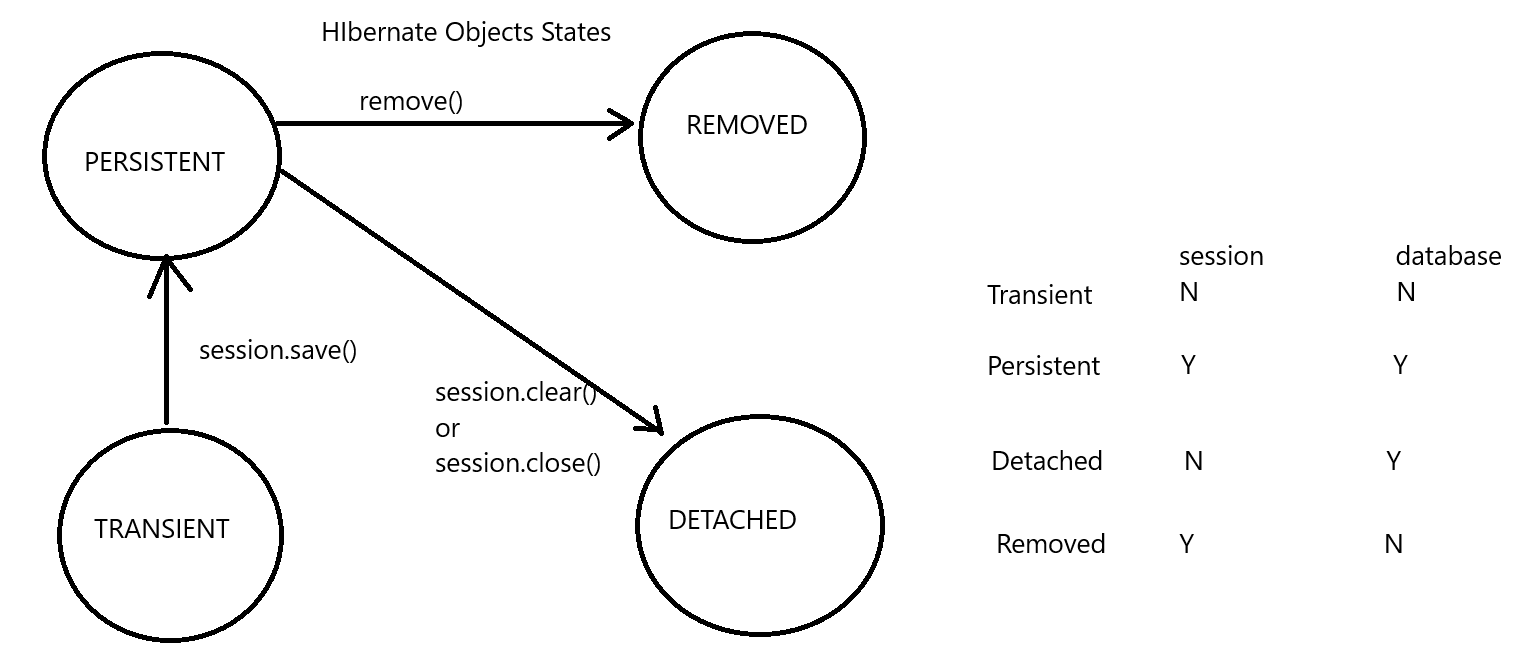 HIbernate Objects States
remove()
REMOVED
PERSISTENT
session.save()
session.clear()
or
session.close()
TRANSIENT
DETACHED
session database
Transient N N
Persistent Y Y
Detached N Y
Removed Y N